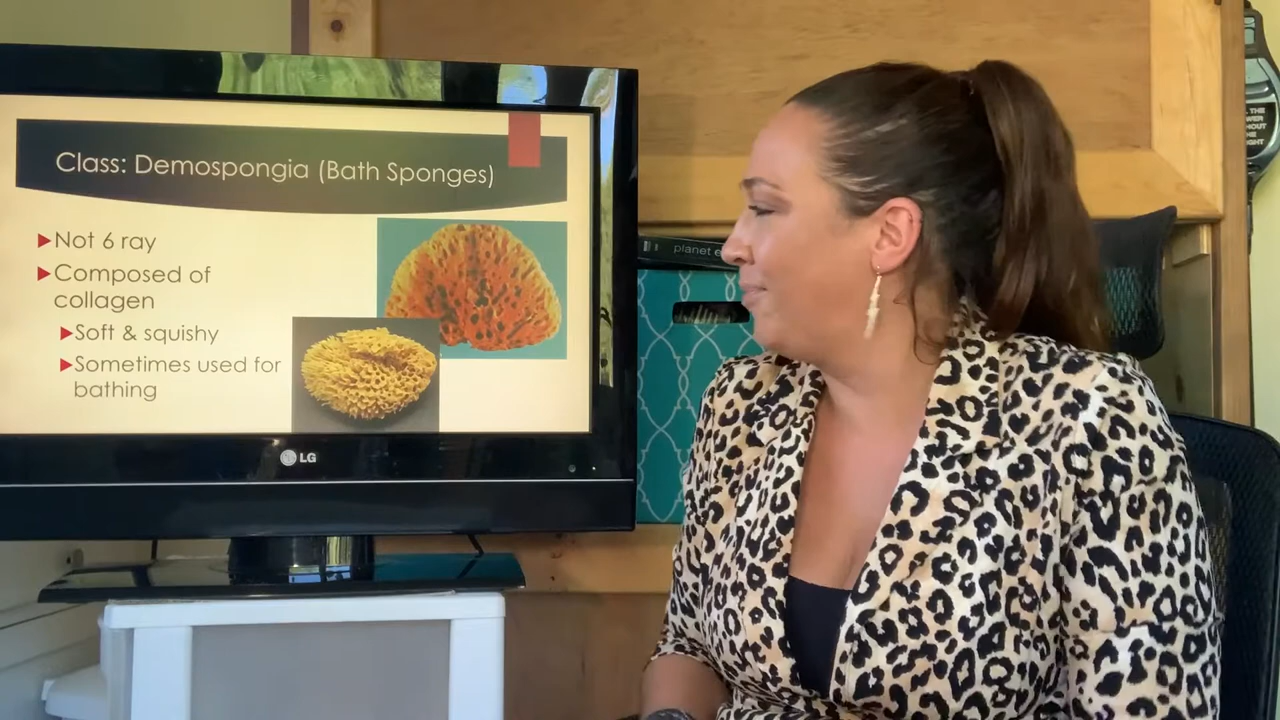 Class: Demospongia (Bath Sponges)
Not 6 ray
Composed of
collagen
Soft & squishy
Sometimes used for
bathing
LG
planet e